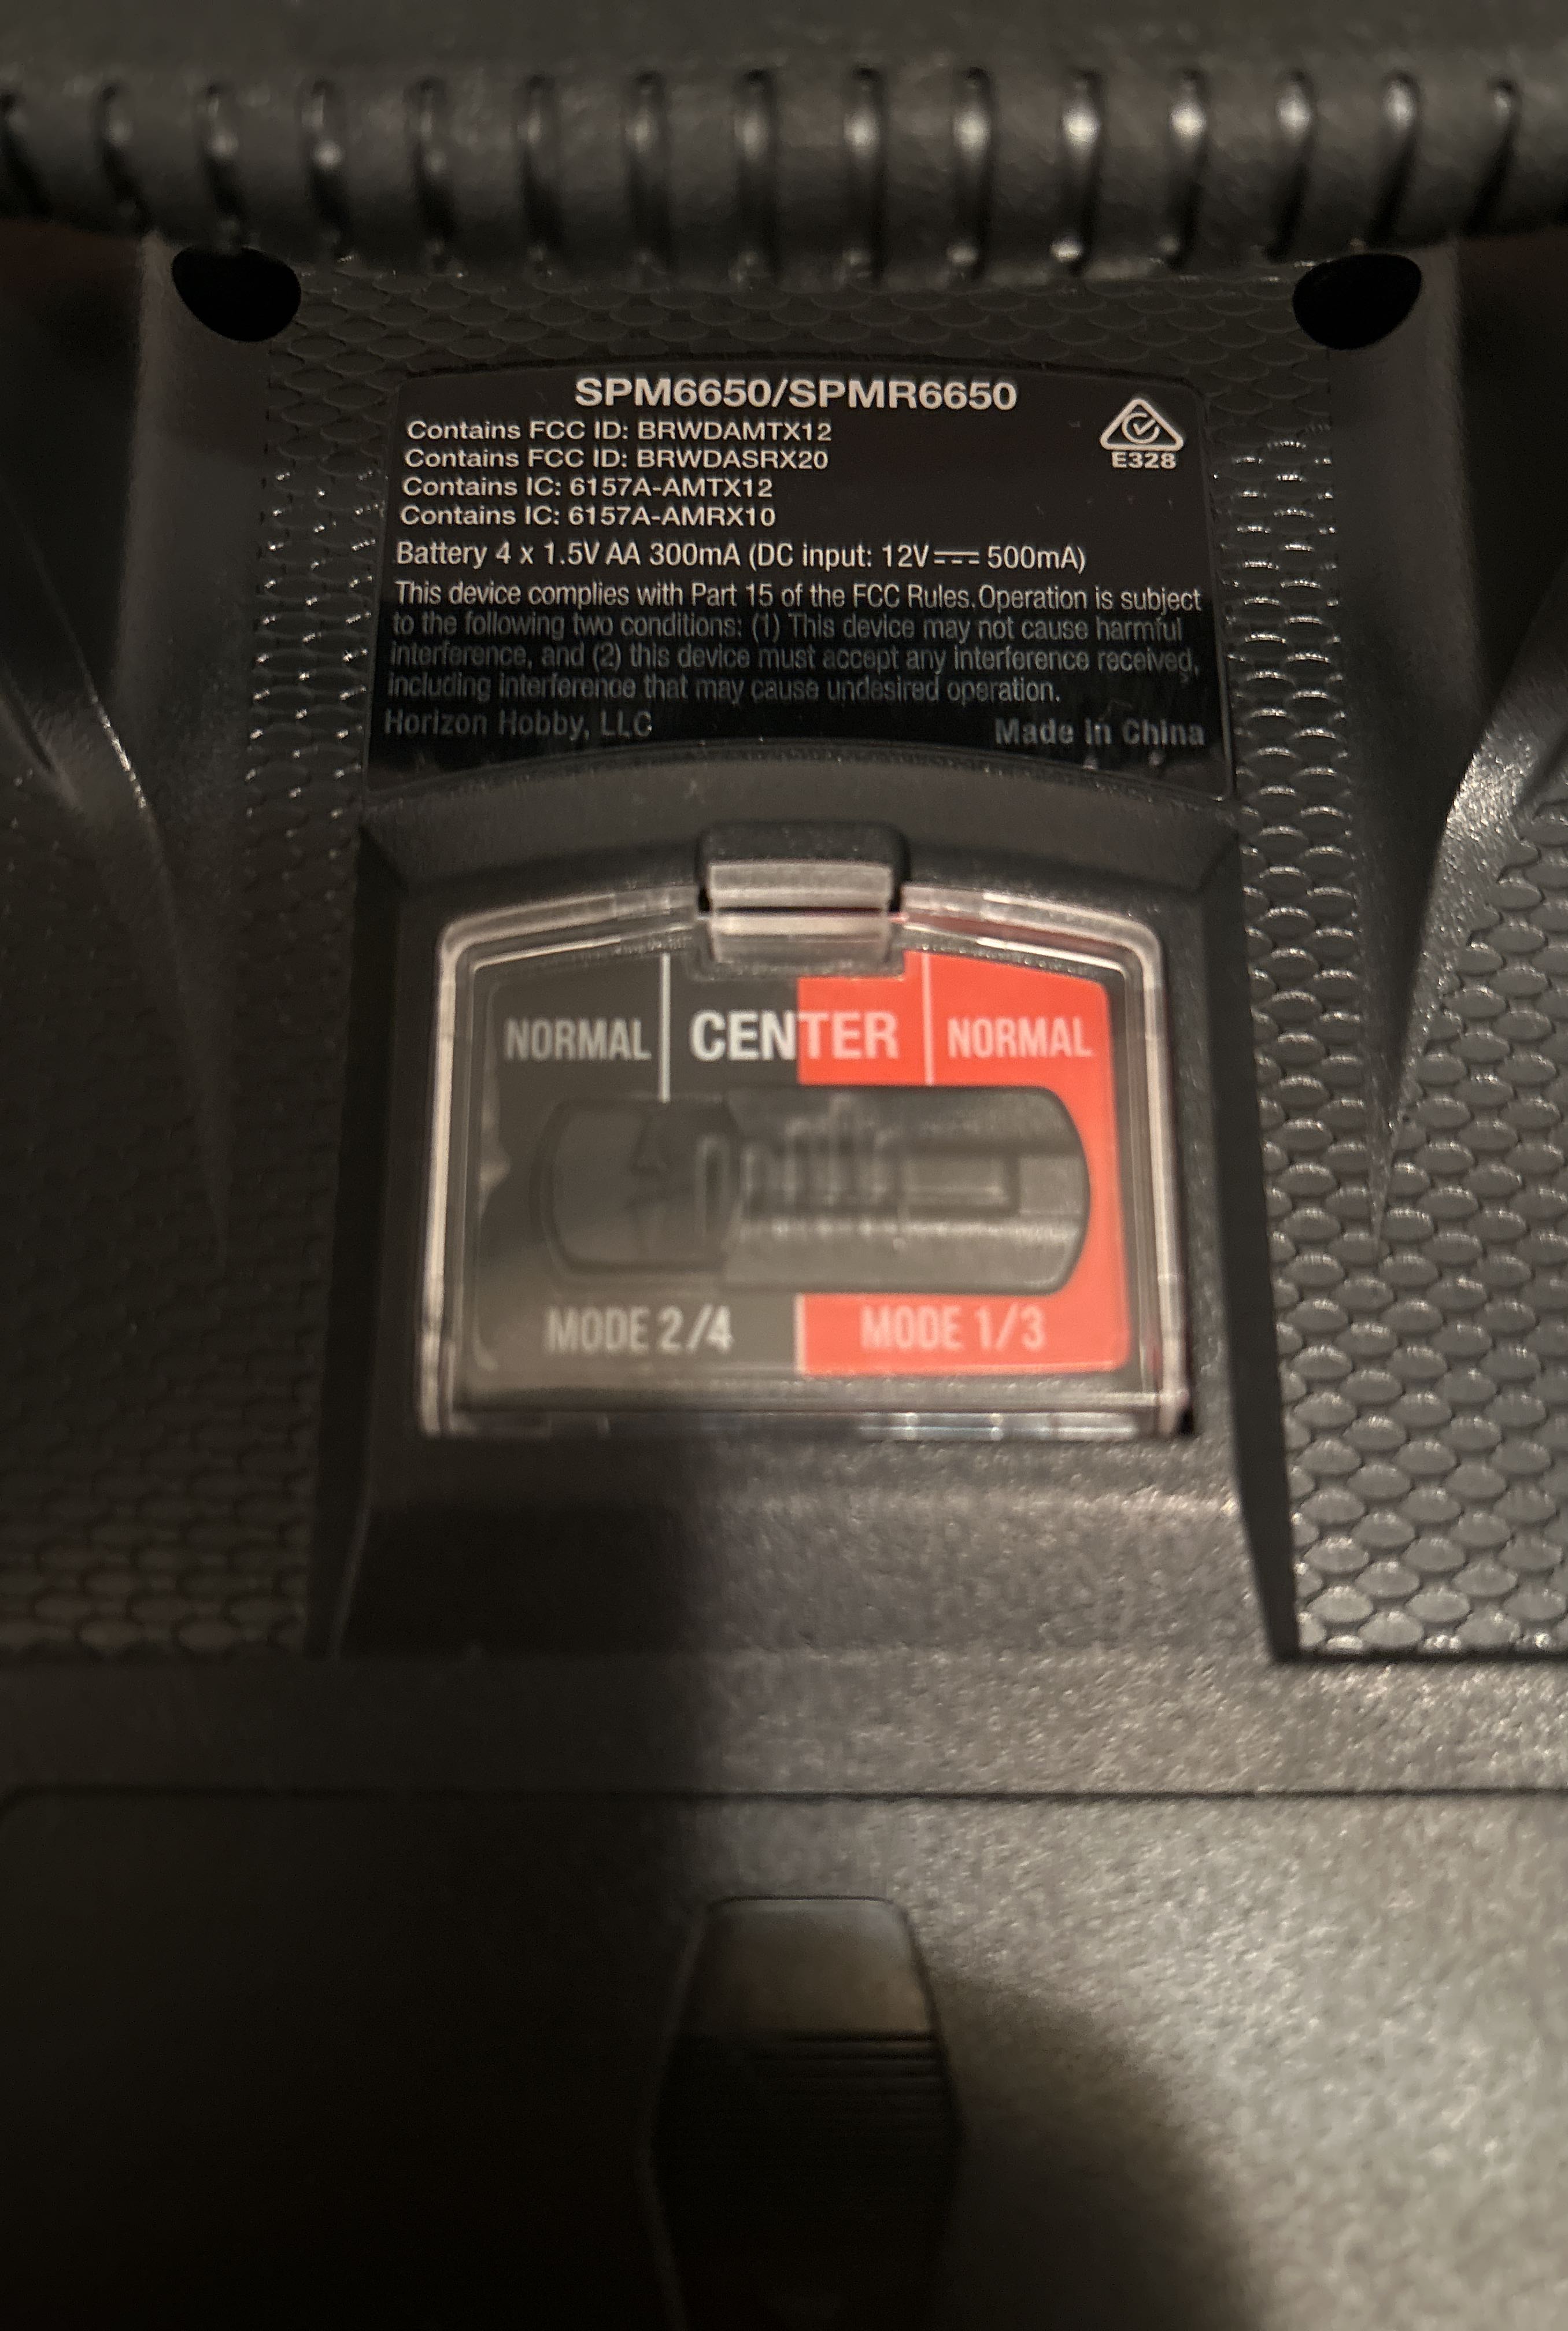 SPM6650/SPMR6650
Contains FCC ID: BRWDAMTX12
Contains FCC ID: BRWDASRX20
Contains IC: 6157A-AMTX12
Contains IC: 6157A-AMRX10
E328
Battery 4 x 1.5V AA 300mA (DC input: 12V⎓500mA)
This device complies with Part 15 of the FCC Rules. Operation is subject
to the following two conditions: (1) This device may not cause harmful
interference, and (2) this device must accept any interference received,
including interference that may cause undesired operation.
Horizon Hobby, LLC Made in China
NORMAL CENTER NORMAL
MODE 2/4 MODE 1/3